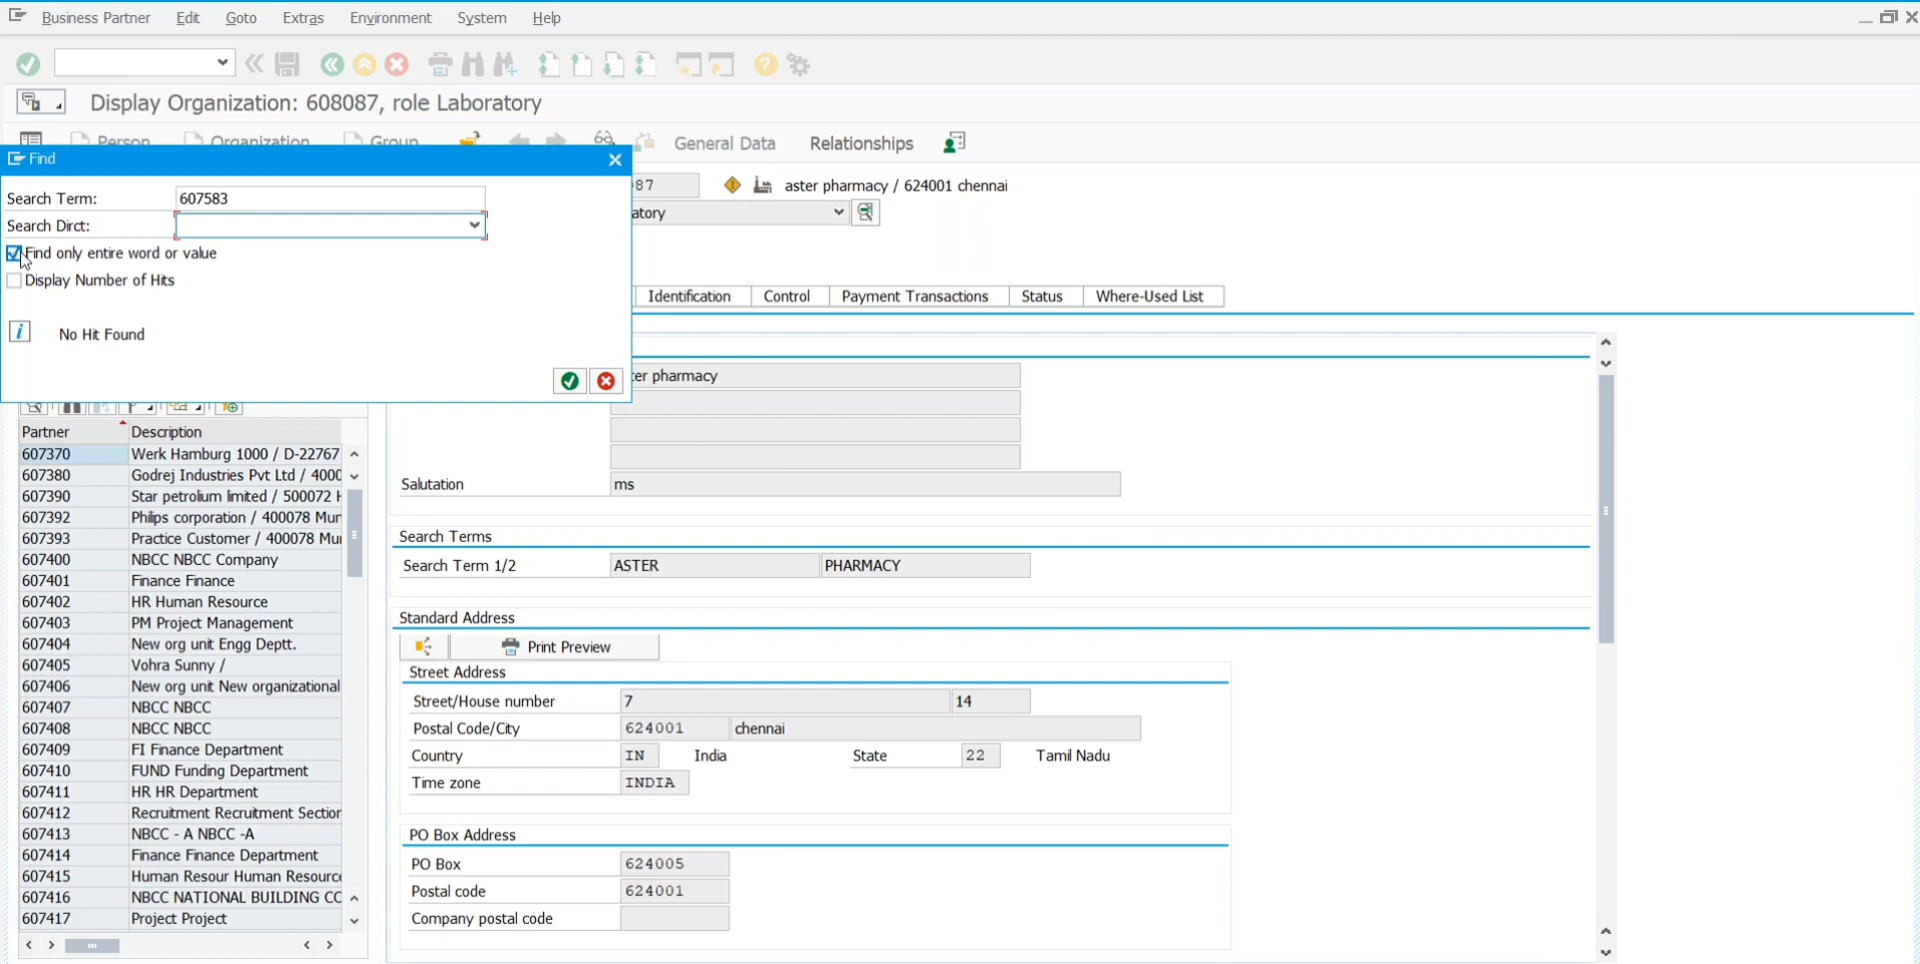 Business Partner Edit Goto Extras Environment System Help
Display Organization: 608087, role Laboratory
Person Organization Group General Data Relationships
Find
Search Term: 607583
Search Dirct:
Find only entire word or value
Display Number of Hits
No Hit Found
87 aster pharmacy / 624001 chennai
atory
Identification Control Payment Transactions Status Where-Used List
er pharmacy
Salutation ms
Search Terms
Search Term 1/2 ASTER PHARMACY
Standard Address
Print Preview
Street Address
Street/House number 7 14
Postal Code/City 624001 chennai
Country IN India State 22 Tamil Nadu
Time zone INDIA
PO Box Address
PO Box 624005
Postal code 624001
Company postal code
Partner Description
607370 Werk Hamburg 1000 / D-22767
607380 Godrej Industries Pvt Ltd / 4000
607390 Star petrolium limited / 500072 H
607392 Philips corporation / 400078 Mur
607393 Practice Customer / 400078 Mu
607400 NBCC NBCC Company
607401 Finance Finance
607402 HR Human Resource
607403 PM Project Management
607404 New org unit Engg Deptt.
607405 Vohra Sunny /
607406 New org unit New organizational
607407 NBCC NBCC
607408 NBCC NBCC
607409 FI Finance Department
607410 FUND Funding Department
607411 HR HR Department
607412 Recruitment Recruitment Section
607413 NBCC - A NBCC -A
607414 Finance Finance Department
607415 Human Resour Human Resource
607416 NBCC NATIONAL BUILDING CC
607417 Project Project